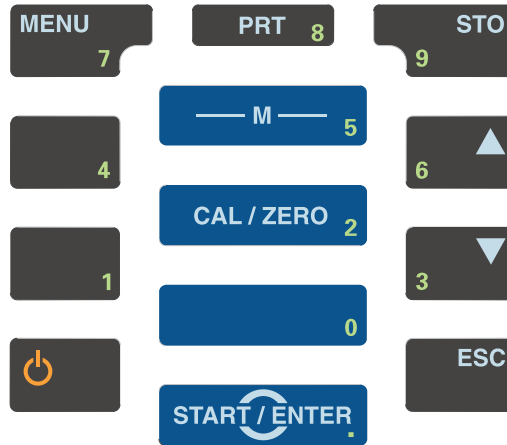 MENU 7
PRT 8
STO 9
4
M 5
6
1
CAL / ZERO 2
3
0
ESC
START / ENTER .